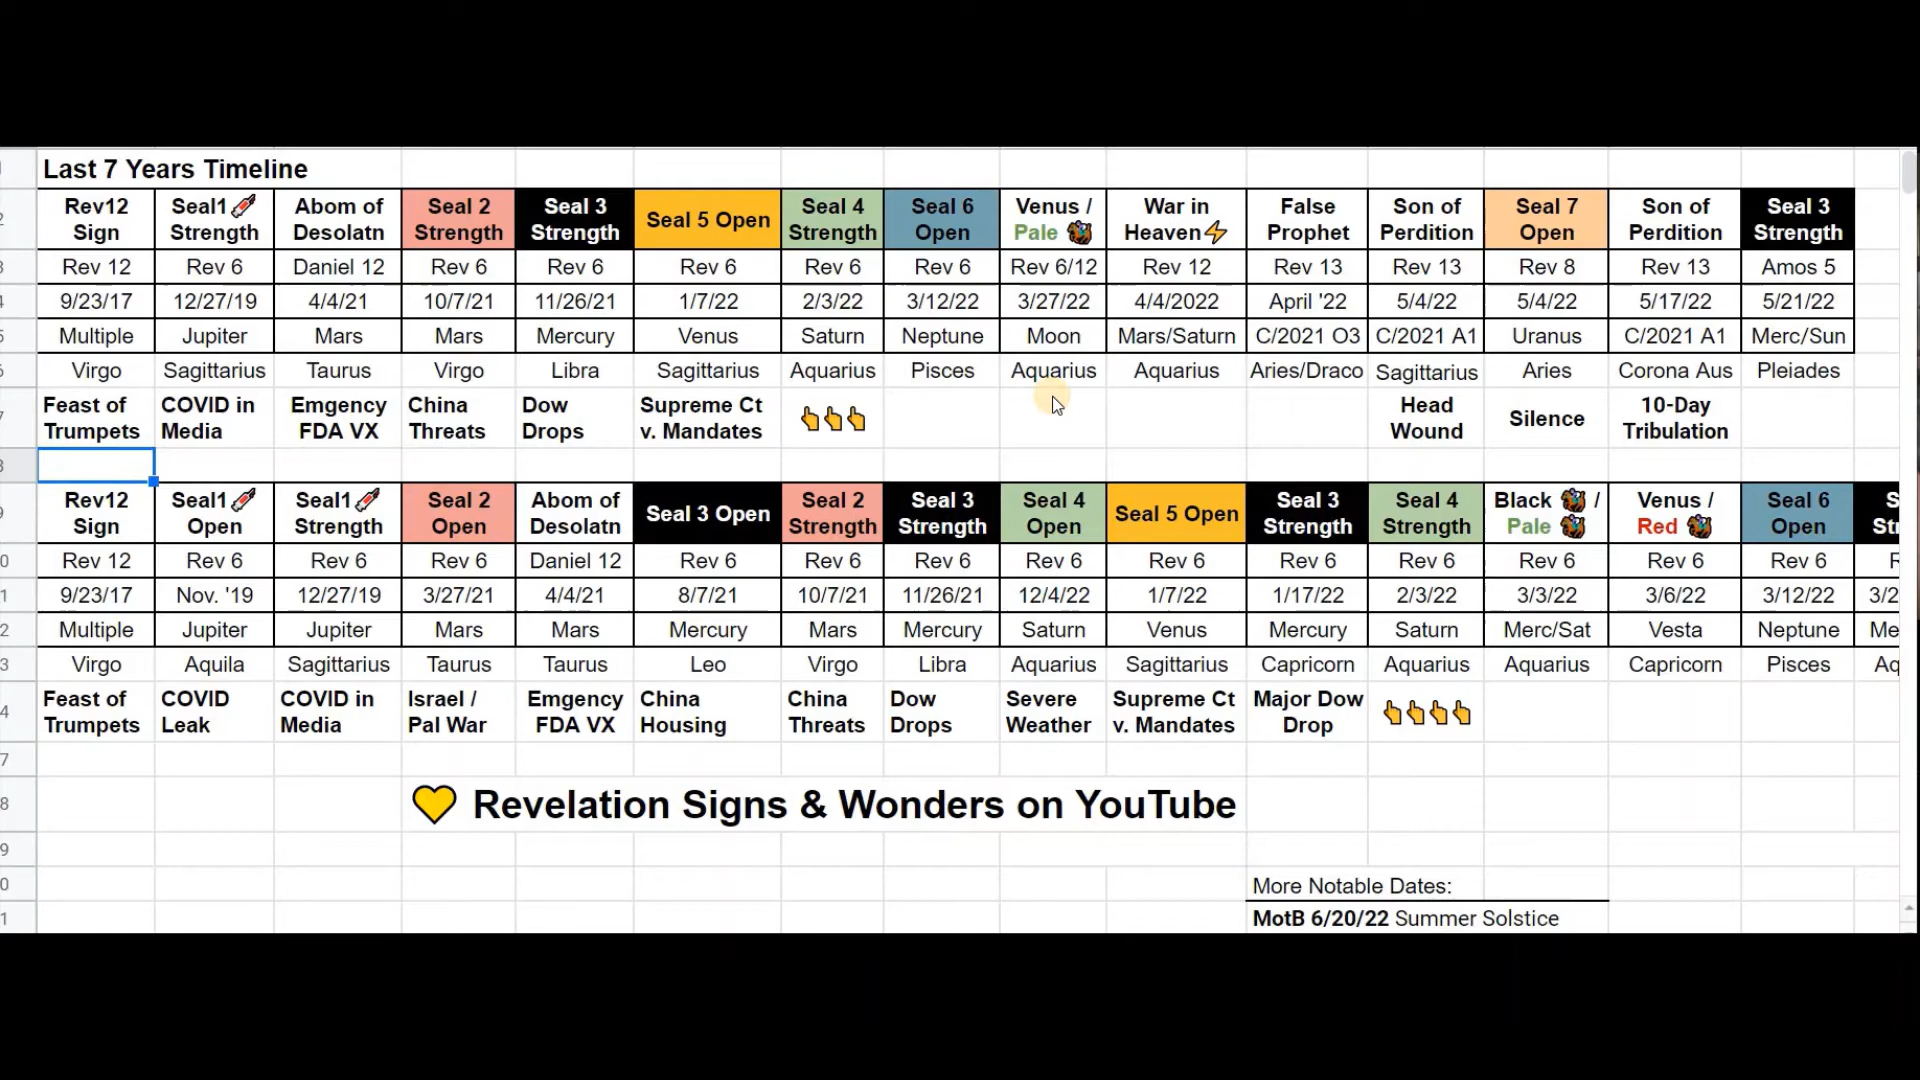 Last 7 Years Timeline
Rev12 Sign Seal1 Strength Abom of Desolatn Seal 2 Strength Seal 3 Strength Seal 5 Open Seal 4 Strength Seal 6 Open Venus / Pale War in Heaven⚡ False Prophet Son of Perdition Seal 7 Open Son of Perdition Seal 3 Strength
Rev 12 Rev 6 Daniel 12 Rev 6 Rev 6 Rev 6 Rev 6 Rev 6 Rev 6/12 Rev 12 Rev 13 Rev 13 Rev 8 Rev 13 Amos 5
9/23/17 12/27/19 4/4/21 10/7/21 11/26/21 1/7/22 2/3/22 3/12/22 3/27/22 4/4/2022 April '22 5/4/22 5/4/22 5/17/22 5/21/22
Multiple Jupiter Mars Mars Mercury Venus Saturn Neptune Moon Mars/Saturn C/2021 O3 C/2021 A1 Uranus C/2021 A1 Merc/Sun
Virgo Sagittarius Taurus Virgo Libra Sagittarius Aquarius Pisces Aquarius Aquarius Aries/Draco Sagittarius Aries Corona Aus Pleiades
Feast of Trumpets COVID in Media Emgency FDA VX China Threats Dow Drops Supreme Ct v. Mandates 👆👆👆 Head Wound Silence 10-Day Tribulation
Rev12 Sign Seal1 Open Seal1 Strength Seal 2 Open Abom of Desolatn Seal 3 Open Seal 2 Strength Seal 3 Strength Seal 4 Open Seal 5 Open Seal 3 Strength Seal 4 Strength Black / Pale Venus / Red Seal 6 Open
Rev 12 Rev 6 Rev 6 Rev 6 Daniel 12 Rev 6 Rev 6 Rev 6 Rev 6 Rev 6 Rev 6 Rev 6 Rev 6 Rev 6 Rev 6
9/23/17 Nov. '19 12/27/19 3/27/21 4/4/21 8/7/21 10/7/21 11/26/21 12/4/22 1/7/22 1/17/22 2/3/22 3/3/22 3/6/22 3/12/22
Multiple Jupiter Jupiter Mars Mars Mercury Mars Mercury Saturn Venus Mercury Saturn Merc/Sat Vesta Neptune
Virgo Aquila Sagittarius Taurus Taurus Leo Virgo Libra Aquarius Sagittarius Capricorn Aquarius Aquarius Capricorn Pisces
Feast of Trumpets COVID Leak COVID in Media Israel / Pal War Emgency FDA VX China Housing China Threats Dow Drops Severe Weather Supreme Ct v. Mandates Major Dow Drop 👆👆👆👆
💛 Revelation Signs & Wonders on YouTube
More Notable Dates:
MotB 6/20/22 Summer Solstice